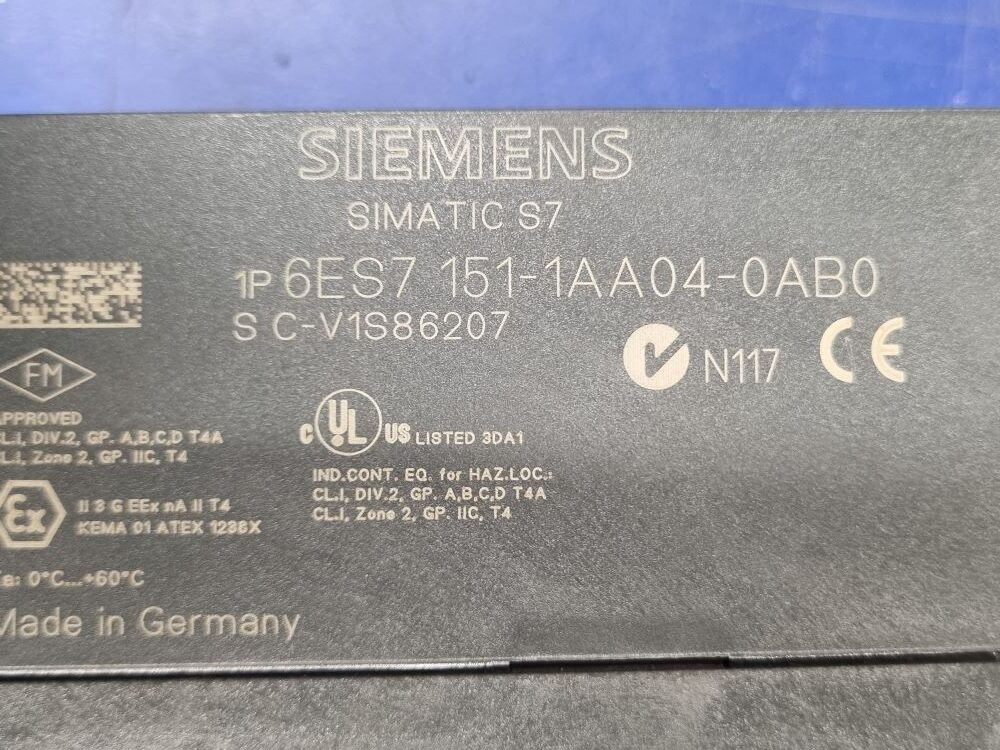 SIEMENS
SIMATIC S7
1P 6ES7 151-1AA04-0AB0
S C-V1S86207
N117 CE
FM
APPROVED
CL.I, DIV.2, GP. A,B,C,D T4A
CL.I, Zone 2, GP. IIC, T4
c UL US LISTED 3DA1
IND.CONT. EQ. for HAZ.LOC.:
CL.I, DIV.2, GP. A,B,C,D T4A
CL.I, Zone 2, GP. IIC, T4
Ex
II 3 G EEx nA II T4
KEMA 01 ATEX 1238X
0°C...+60°C
Made in Germany